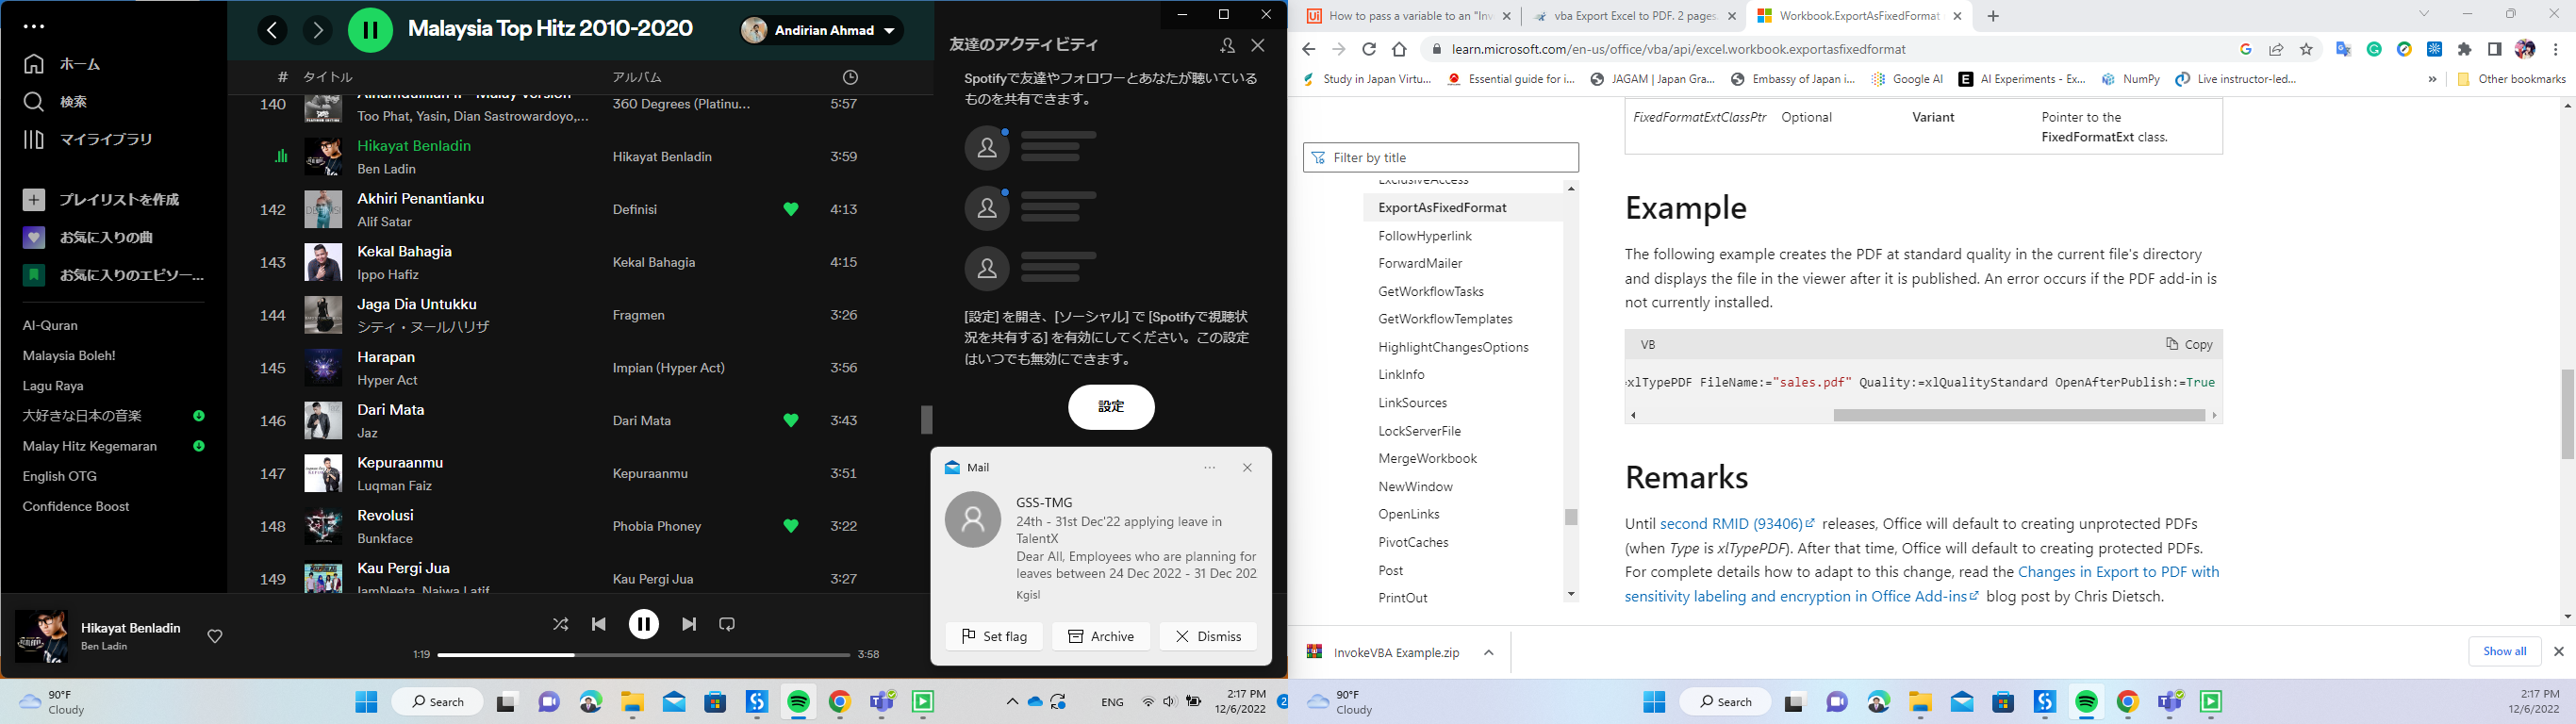 Malaysia Top Hitz 2010-2020
Andirian Ahmad
ホーム
検索
マイライブラリ
プレイリストを作成
お気に入りの曲
お気に入りのエピソー...
Al-Quran
Malaysia Boleh!
Lagu Raya
大好きな日本の音楽
Malay Hitz Kegemaran
English OTG
Confidence Boost
# タイトル アルバム
140 360 Degrees (Platinu... 5:57
Too Phat, Yasin, Dian Sastrowardoyo,...
Hikayat Benladin
Ben Ladin
Hikayat Benladin 3:59
142 Akhiri Penantianku
Alif Satar
Definisi 4:13
143 Kekal Bahagia
Ippo Hafiz
Kekal Bahagia 4:15
144 Jaga Dia Untukku
シティ・ヌールハリザ
Fragmen 3:26
145 Harapan
Hyper Act
Impian (Hyper Act) 3:56
146 Dari Mata
Jaz
Dari Mata 3:43
147 Kepuraanmu
Luqman Faiz
Kepuraanmu 3:51
148 Revolusi
Bunkface
Phobia Phoney 3:22
149 Kau Pergi Jua
IamNeeta, Najwa Latif
Kau Pergi Jua 3:27
友達のアクティビティ
Spotifyで友達やフォロワーとあなたが聴いている
ものを共有できます。
[設定] を開き、[ソーシャル] で [Spotifyで視聴状
況を共有する] を有効にしてください。この設定
はいつでも無効にできます。
設定
Mail
GSS-TMG
24th - 31st Dec'22 applying leave in
TalentX
Dear All, Employees who are planning for
leaves between 24 Dec 2022 - 31 Dec 202
Kgisl
Set flag Archive Dismiss
Hikayat Benladin
Ben Ladin
1:19 3:58
90°F
Cloudy
Search
ENG
2:17 PM
12/6/2022
2
How to pass a variable to an "Inv
vba Export Excel to PDF. 2 pages
Workbook.ExportAsFixedFormat
learn.microsoft.com/en-us/office/vba/api/excel.workbook.exportasfixedformat
Study in Japan Virtu...
Essential guide for i...
JAGAM | Japan Gra...
Embassy of Japan i...
Google AI
AI Experiments - Ex...
NumPy
Live instructor-led...
»
Other bookmarks
Filter by title
ExclusiveAccess
ExportAsFixedFormat
FollowHyperlink
ForwardMailer
GetWorkflowTasks
GetWorkflowTemplates
HighlightChangesOptions
LinkInfo
LinkSources
LockServerFile
MergeWorkbook
NewWindow
OpenLinks
PivotCaches
Post
PrintOut
FixedFormatExtClassPtr Optional Variant Pointer to the
FixedFormatExt class.
Example
The following example creates the PDF at standard quality in the current file's directory
and displays the file in the viewer after it is published. An error occurs if the PDF add-in is
not currently installed.
VB Copy
=xlTypePDF FileName:="sales.pdf" Quality:=xlQualityStandard OpenAfterPublish:=True
Remarks
Until second RMID (93406) releases, Office will default to creating unprotected PDFs
(when Type is xlTypePDF). After that time, Office will default to creating protected PDFs.
For complete details how to adapt to this change, read the Changes in Export to PDF with
sensitivity labeling and encryption in Office Add-ins blog post by Chris Dietsch.
InvokeVBA Example.zip
Show all
90°F
Cloudy
Search
2:17 PM
12/6/2022